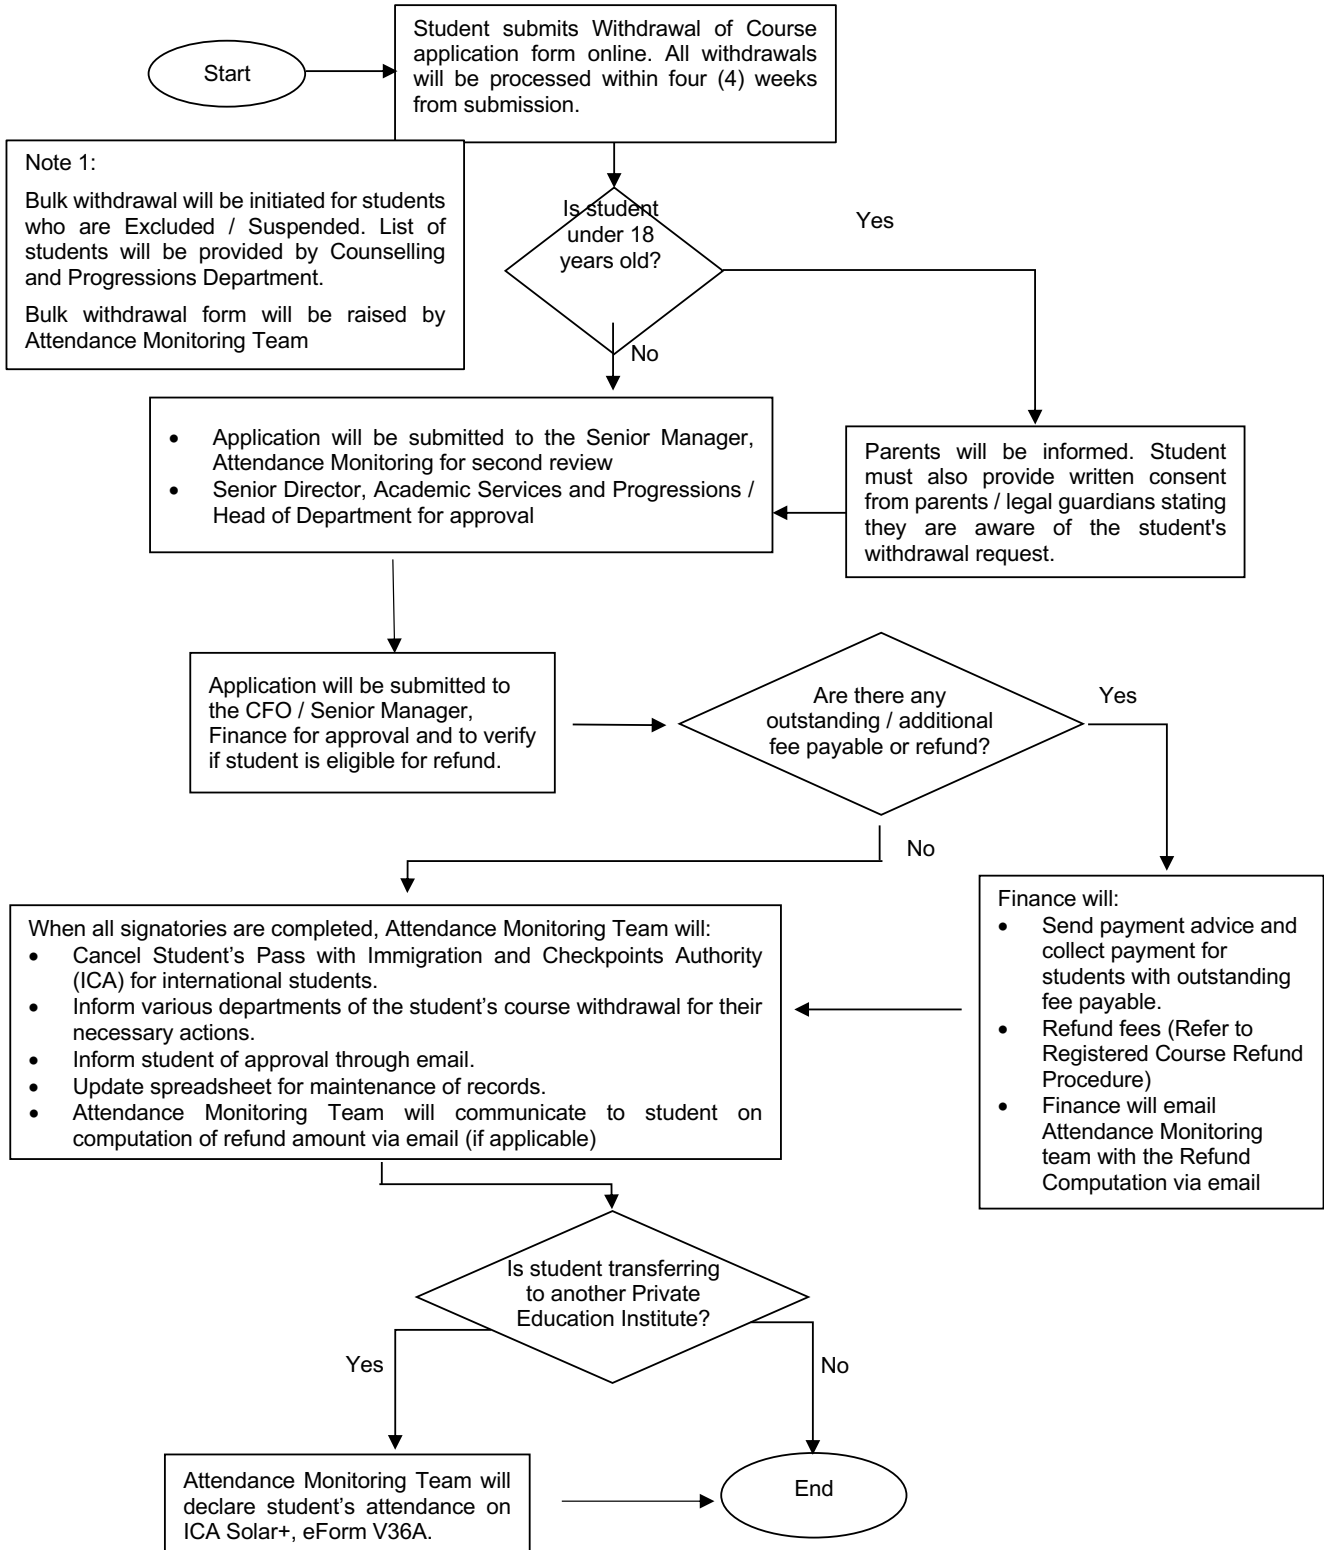 Start
Student submits Withdrawal of Course
application form online. All withdrawals
will be processed within four (4) weeks
from submission.
Note 1:
Bulk withdrawal will be initiated for students
who are Excluded / Suspended. List of
students will be provided by Counselling
and Progressions Department.
Bulk withdrawal form will be raised by
Attendance Monitoring Team
Is student
under 18
years old?
Yes
No
• Application will be submitted to the Senior Manager,
Attendance Monitoring for second review
• Senior Director, Academic Services and Progressions /
Head of Department for approval
Parents will be informed. Student
must also provide written consent
from parents / legal guardians stating
they are aware of the student's
withdrawal request.
Application will be submitted to
the CFO / Senior Manager,
Finance for approval and to verify
if student is eligible for refund.
Are there any
outstanding / additional
fee payable or refund?
Yes
No
When all signatories are completed, Attendance Monitoring Team will:
• Cancel Student’s Pass with Immigration and Checkpoints Authority
(ICA) for international students.
• Inform various departments of the student’s course withdrawal for their
necessary actions.
• Inform student of approval through email.
• Update spreadsheet for maintenance of records.
• Attendance Monitoring Team will communicate to student on
computation of refund amount via email (if applicable)
Finance will:
• Send payment advice and
collect payment for
students with outstanding
fee payable.
• Refund fees (Refer to
Registered Course Refund
Procedure)
• Finance will email
Attendance Monitoring
team with the Refund
Computation via email
Is student transferring
to another Private
Education Institute?
Yes
No
Attendance Monitoring Team will
declare student’s attendance on
ICA Solar+, eForm V36A.
End